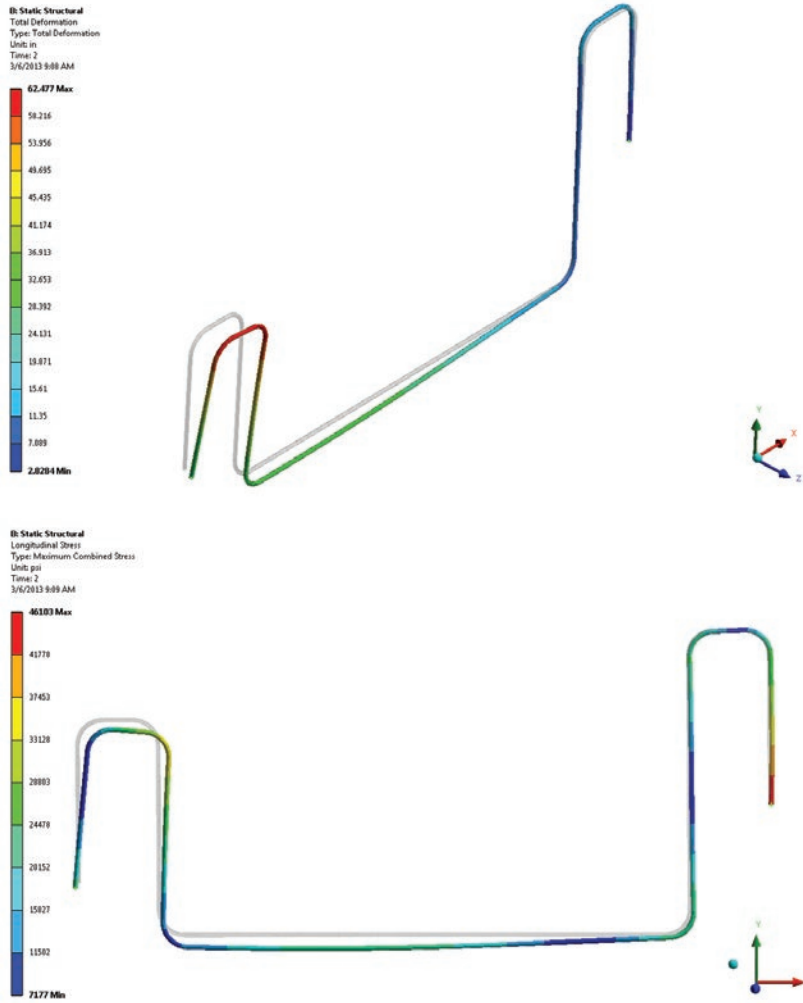 B: Static Structural
Total Deformation
Type: Total Deformation
Unit: in
Time: 2
3/6/2013 9:08 AM
62.477 Max
58.216
53.956
49.695
45.435
41.174
36.913
32.653
28.392
24.131
19.871
15.61
11.35
7.089
2.8284 Min
Y
X
Z
B: Static Structural
Longitudinal Stress
Type: Maximum Combined Stress
Unit: psi
Time: 2
3/6/2013 9:09 AM
46103 Max
41778
37453
33128
28803
24478
20152
15827
11502
7177 Min
Y